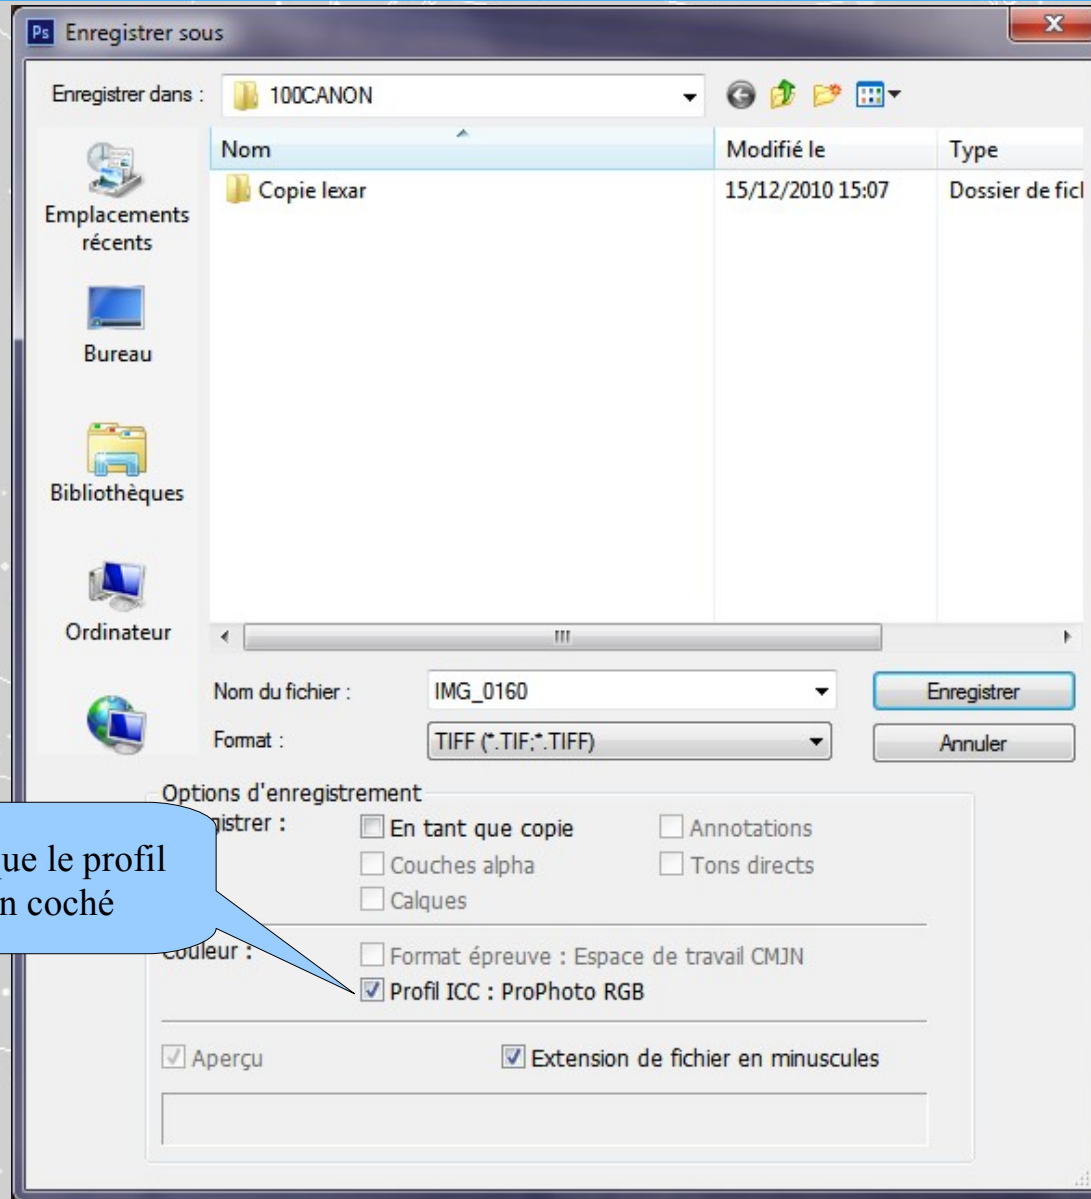 Ps Enregistrer sous
Enregistrer dans : 100CANON
Nom Modifié le Type
Copie lexar 15/12/2010 15:07 Dossier de
Emplacements
récents
Bureau
Bibliothèques
Ordinateur
Nom du fichier : IMG_0160 Enregistrer
Format : TIFF (*.TIF;*.TIFF) Annuler
Options d'enregistrement
En tant que copie Annotations
Couches alpha Tons directs
Calques
le profil
coché
Couleur : Format épreuve : Espace de travail CMJN
Profil ICC : ProPhoto RGB
Aperçu Extension de fichier en minuscules